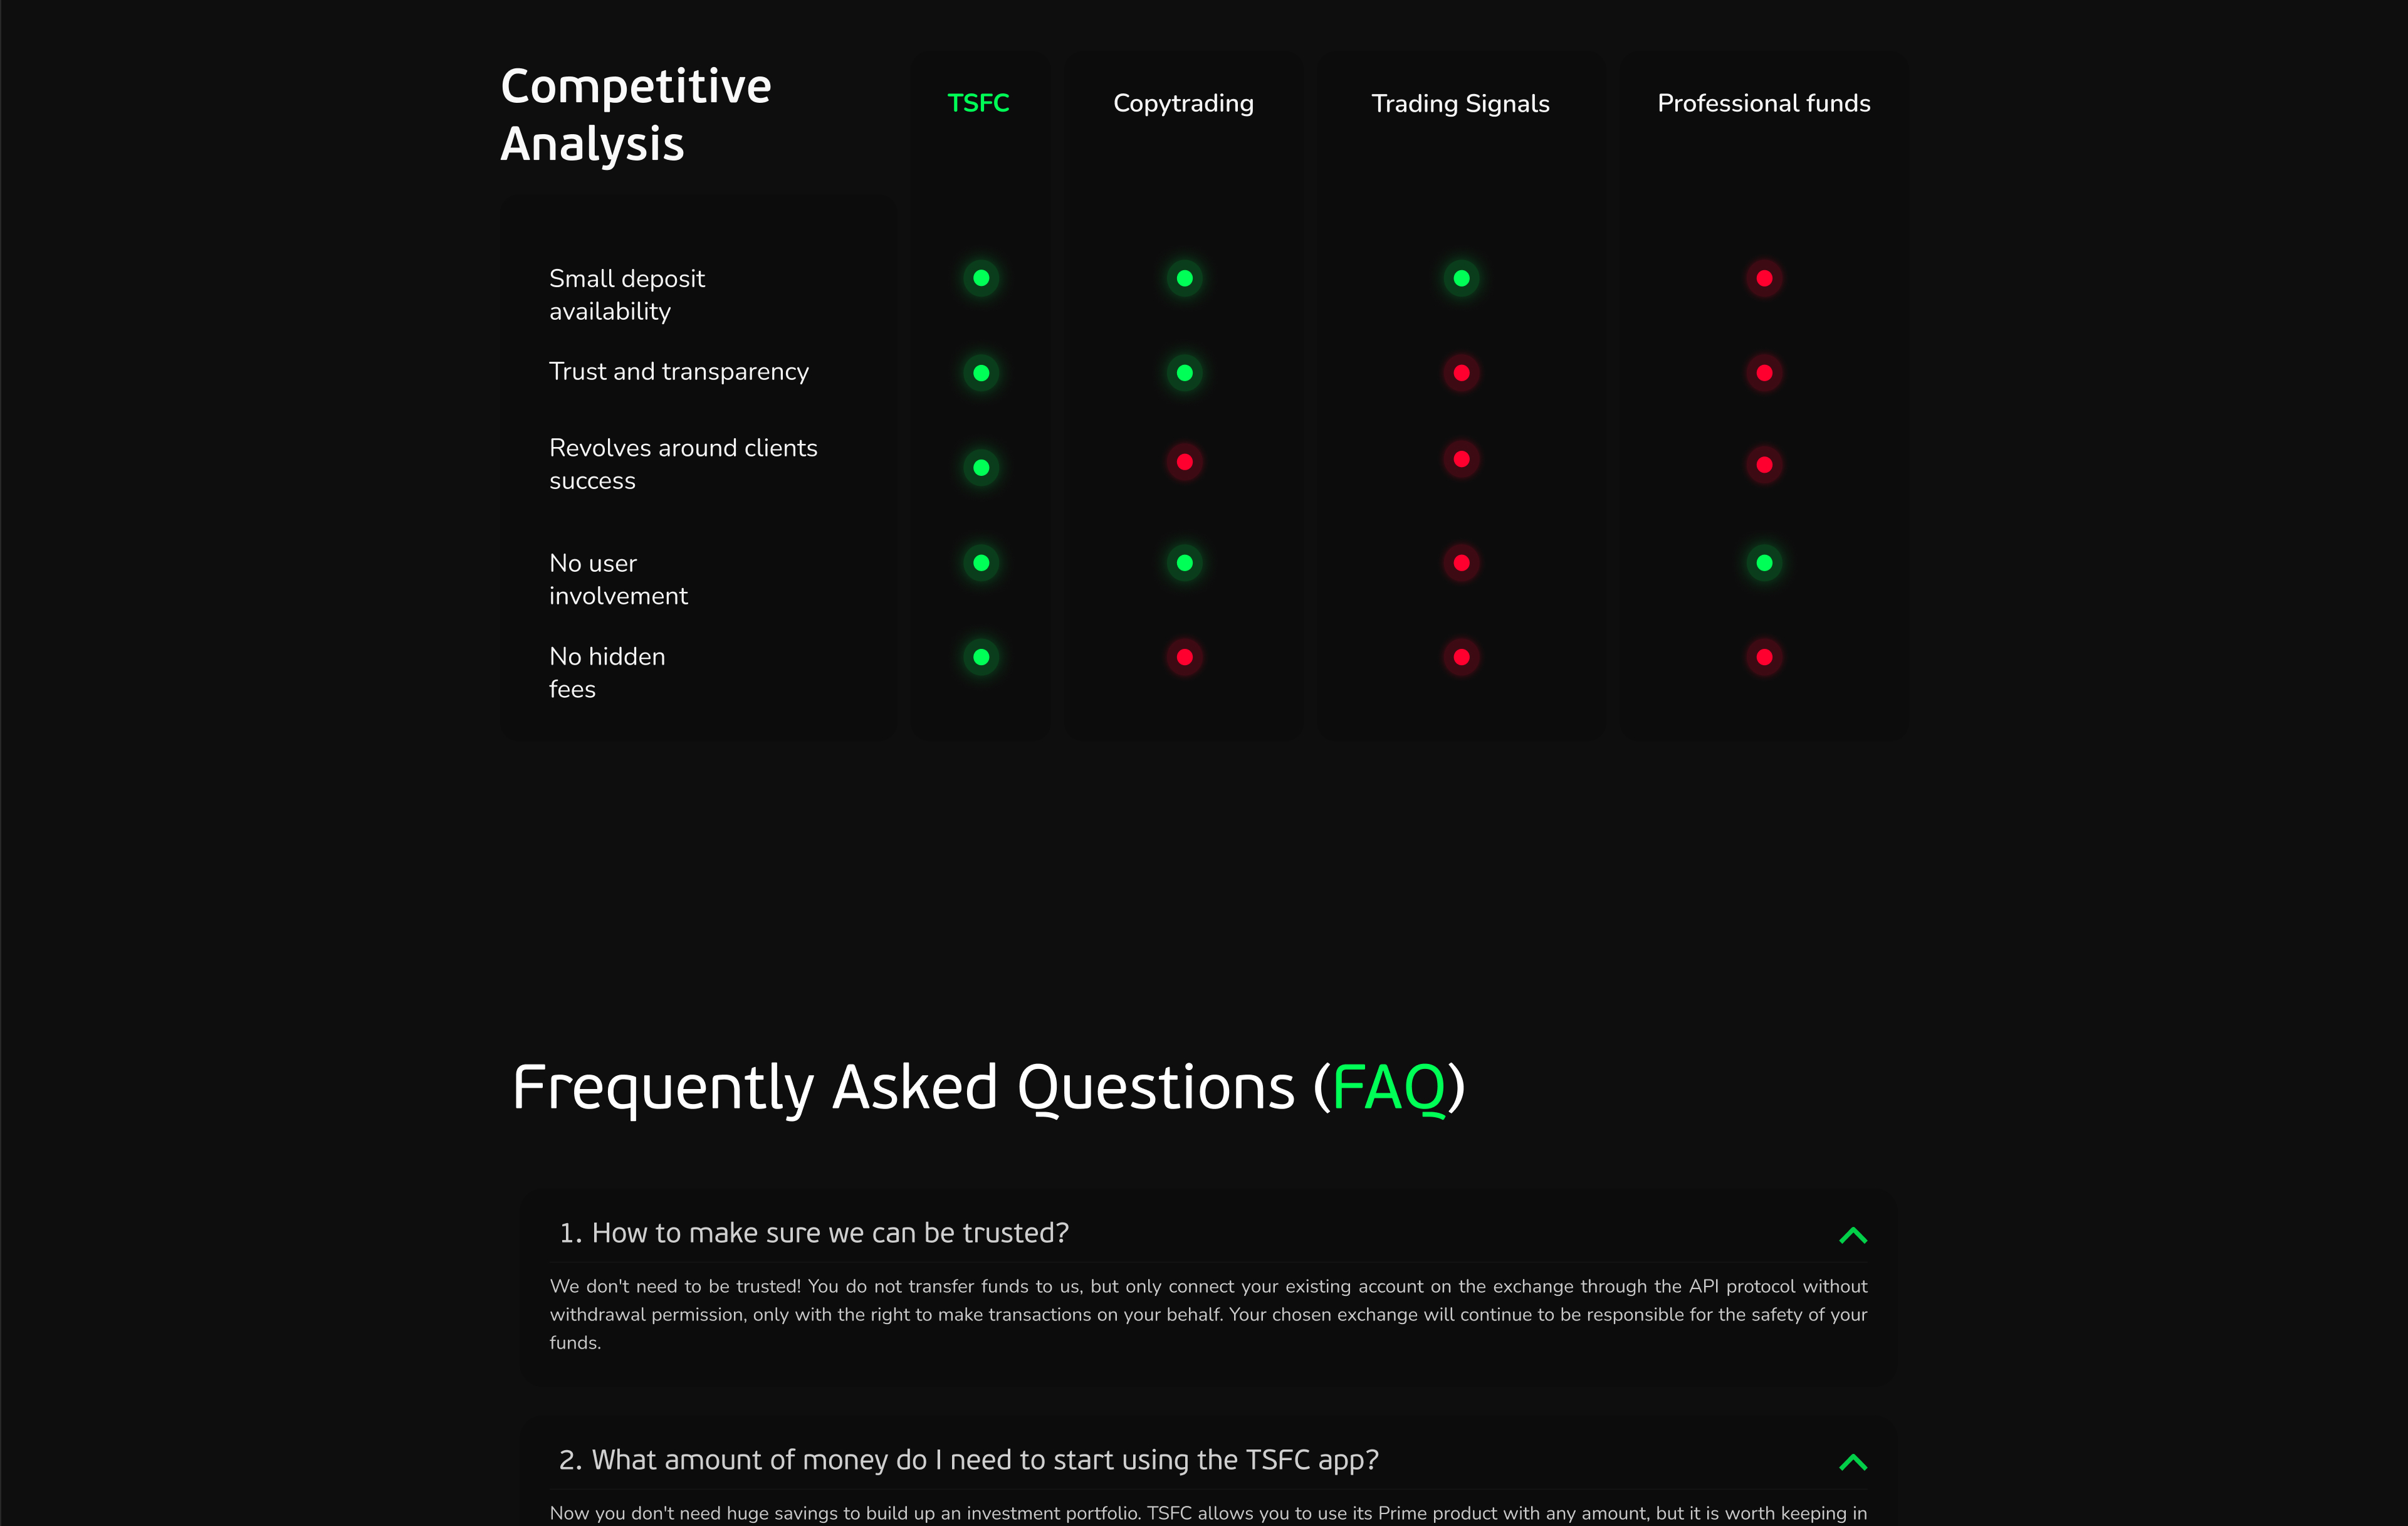 Competitive
Analysis
TSFC
Copytrading
Trading Signals
Professional funds
Small deposit
availability
Trust and transparency
Revolves around clients
success
No user
involvement
No hidden
fees
Frequently Asked Questions (FAQ)
1. How to make sure we can be trusted?
We don't need to be trusted! You do not transfer funds to us, but only connect your existing account on the exchange through the API protocol without
withdrawal permission, only with the right to make transactions on your behalf. Your chosen exchange will continue to be responsible for the safety of your
funds.
2. What amount of money do I need to start using the TSFC app?
Now you don't need huge savings to build up an investment portfolio. TSFC allows you to use its Prime product with any amount, but it is worth keeping in